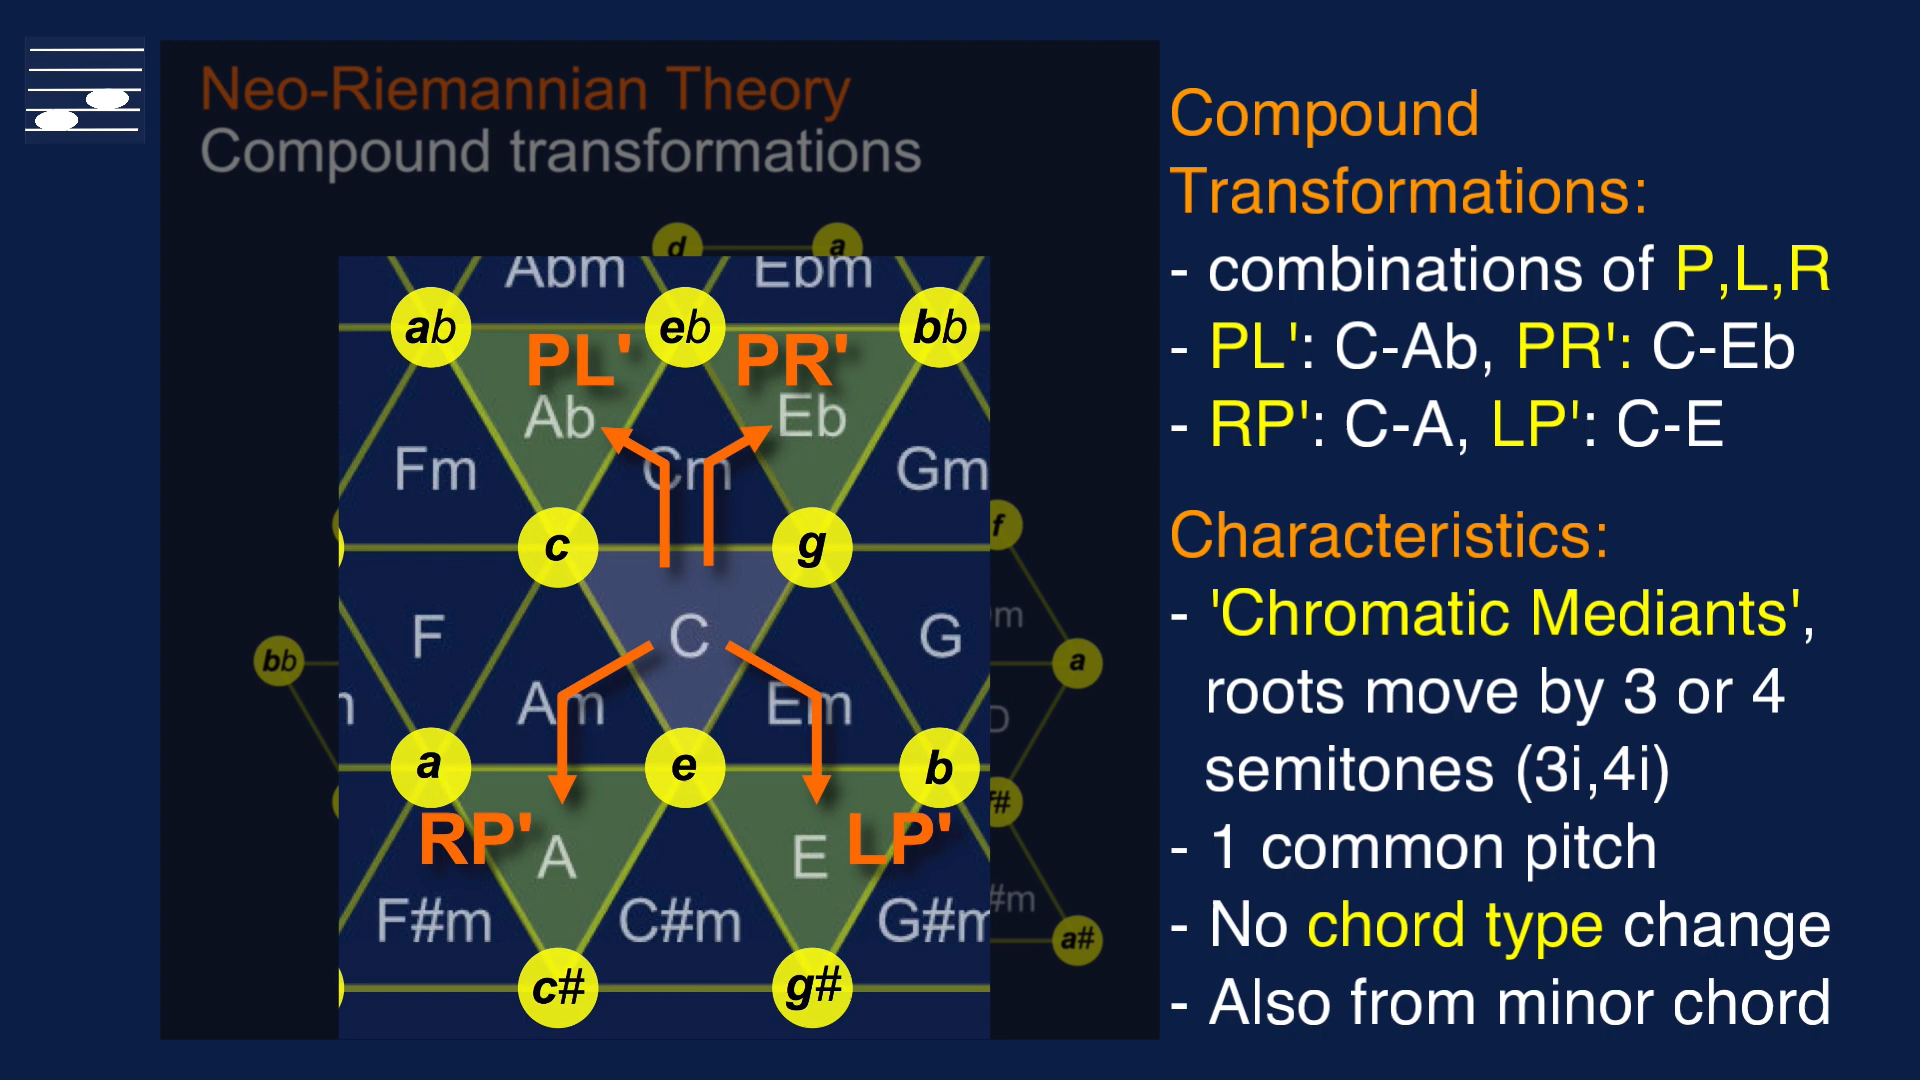 Neo-Riemannian Theory
Compound transformations
d a
Abm Ebm
ab eb bb
PL' PR'
Ab Eb
Fm Cm Gm
f
c g
F C G
m
bb a
Am Em
D
a e b
f#
RP' A E LP'
#m
F#m C#m G#m
a#
c# g#
Compound
Transformations:
- combinations of P,L,R
- PL': C-Ab, PR': C-Eb
- RP': C-A, LP': C-E
Characteristics:
- 'Chromatic Mediants',
roots move by 3 or 4
semitones (3i,4i)
- 1 common pitch
- No chord type change
- Also from minor chord